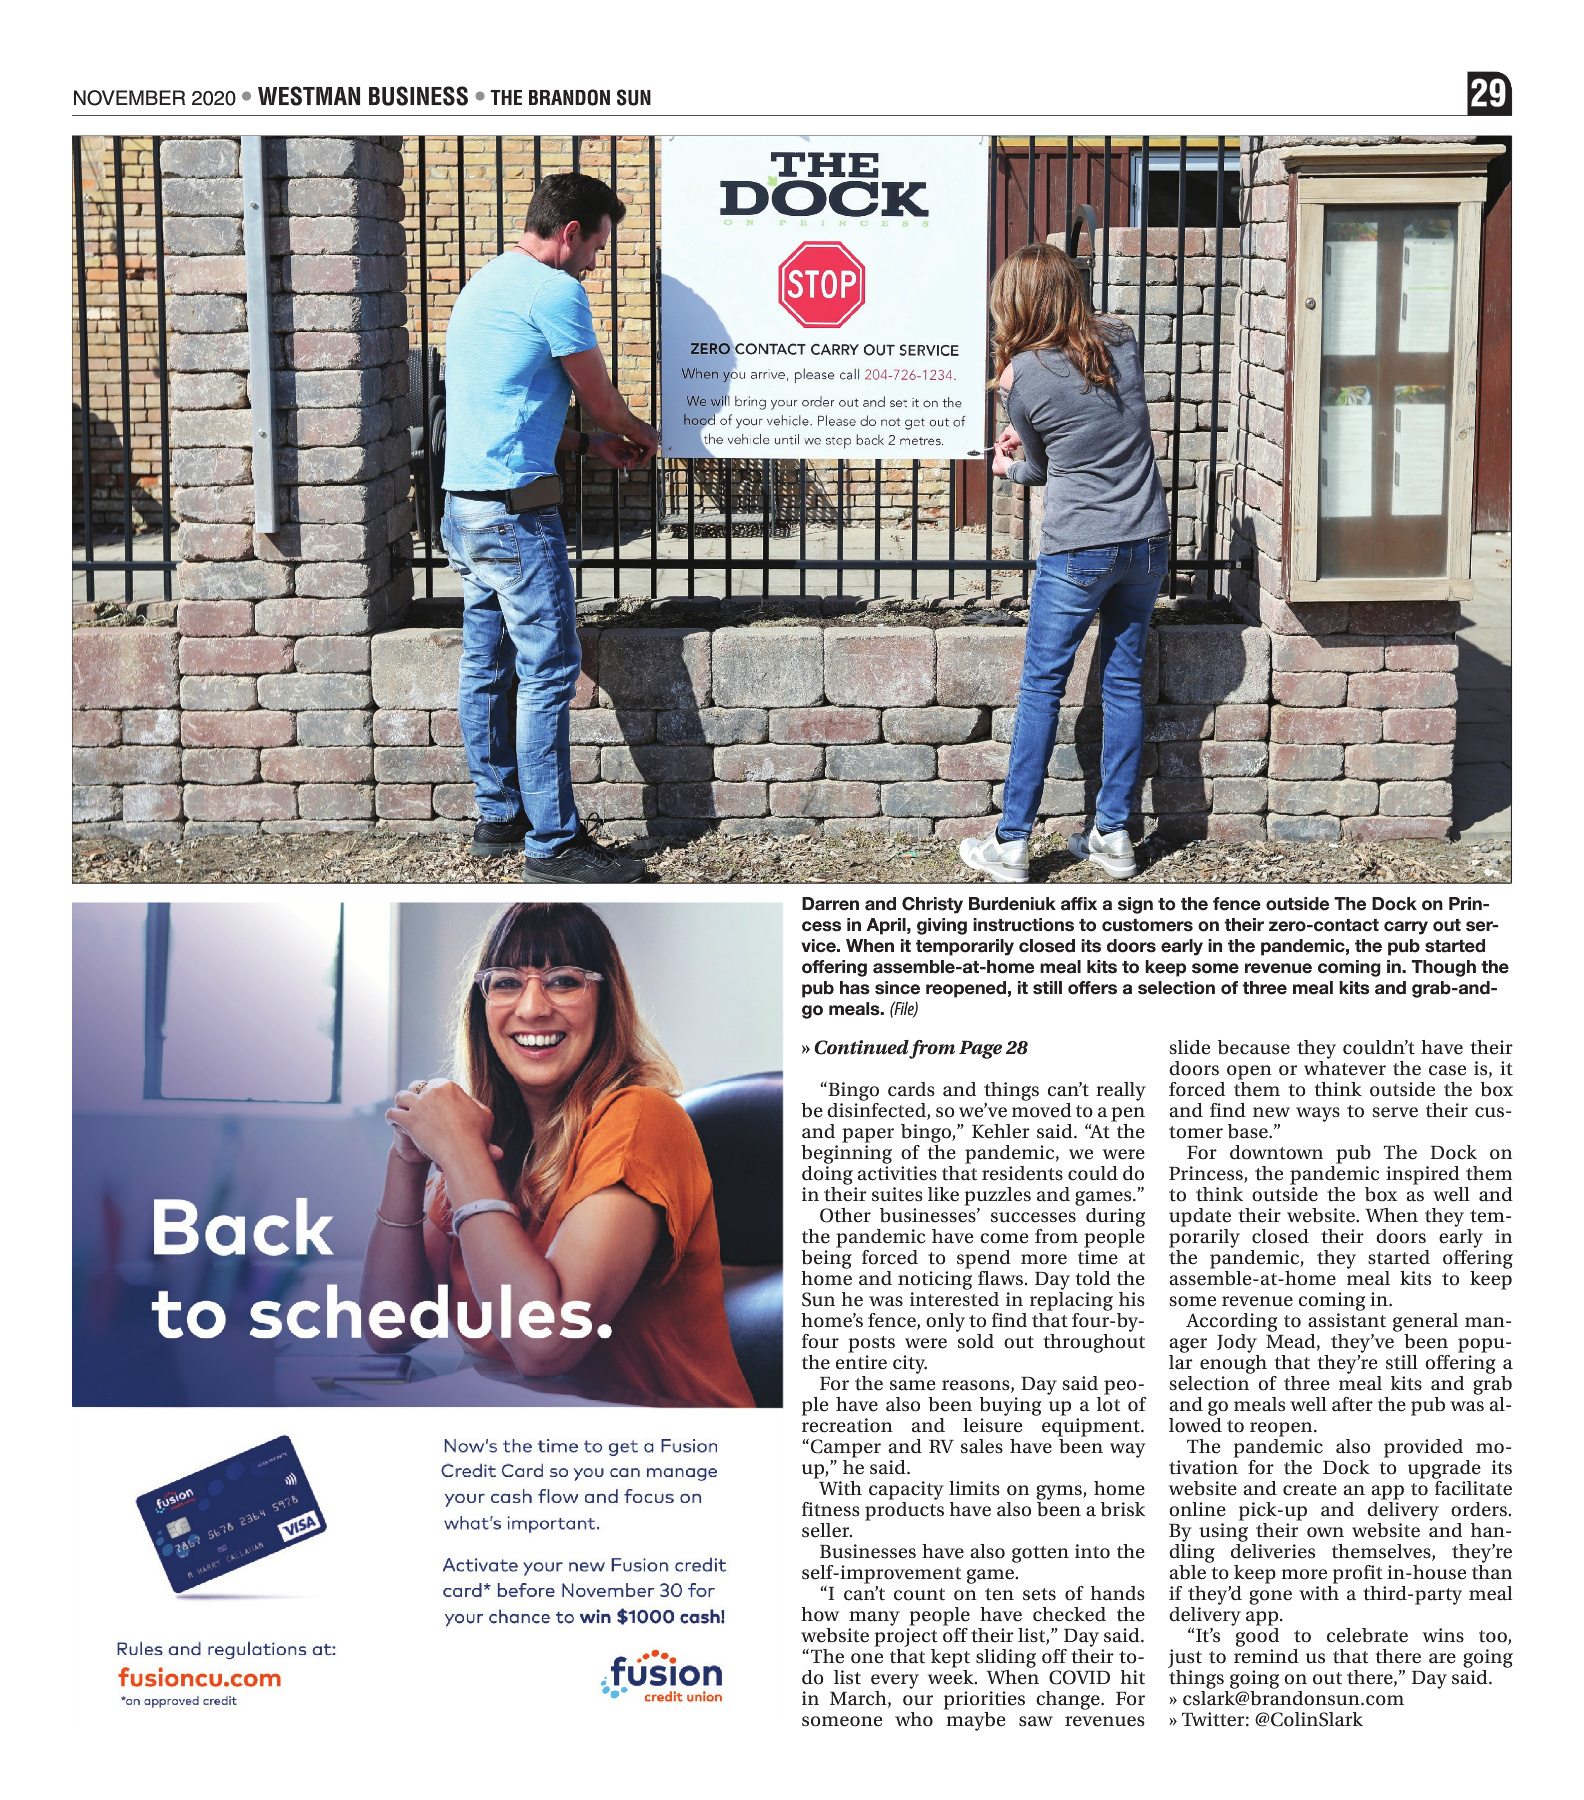 NOVEMBER 2020 • WESTMAN BUSINESS • THE BRANDON SUN
29
THE
DOCK
ON PRINCESS
STOP
ZERO CONTACT CARRY OUT SERVICE
When you arrive, please call 204-726-1234.
We will bring your order out and set it on the
hood of your vehicle. Please do not get out of
the vehicle until we step back 2 metres.
Darren and Christy Burdeniuk affix a sign to the fence outside The Dock on Prin-
cess in April, giving instructions to customers on their zero-contact carry out ser-
vice. When it temporarily closed its doors early in the pandemic, the pub started
offering assemble-at-home meal kits to keep some revenue coming in. Though the
pub has since reopened, it still offers a selection of three meal kits and grab-and-
go meals. (File)
» Continued from Page 28
“Bingo cards and things can’t really
be disinfected, so we’ve moved to a pen
and paper bingo,” Kehler said. “At the
beginning of the pandemic, we were
doing activities that residents could do
in their suites like puzzles and games.”
Other businesses’ successes during
the pandemic have come from people
being forced to spend more time at
home and noticing flaws. Day told the
Sun he was interested in replacing his
home’s fence, only to find that four-by-
four posts were sold out throughout
the entire city.
For the same reasons, Day said peo-
ple have also been buying up a lot of
recreation and leisure equipment.
“Camper and RV sales have been way
up,” he said.
With capacity limits on gyms, home
fitness products have also been a brisk
seller.
Businesses have also gotten into the
self-improvement game.
“I can’t count on ten sets of hands
how many people have checked the
website project off their list,” Day said.
“The one that kept sliding off their to-
do list every week. When COVID hit
in March, our priorities change. For
someone who maybe saw revenues
slide because they couldn’t have their
doors open or whatever the case is, it
forced them to think outside the box
and find new ways to serve their cus-
tomer base.”
For downtown pub The Dock on
Princess, the pandemic inspired them
to think outside the box as well and
update their website. When they tem-
porarily closed their doors early in
the pandemic, they started offering
assemble-at-home meal kits to keep
some revenue coming in.
According to assistant general man-
ager Jody Mead, they’ve been popu-
lar enough that they’re still offering a
selection of three meal kits and grab
and go meals well after the pub was al-
lowed to reopen.
The pandemic also provided mo-
tivation for the Dock to upgrade its
website and create an app to facilitate
online pick-up and delivery orders.
By using their own website and han-
dling deliveries themselves, they’re
able to keep more profit in-house than
if they’d gone with a third-party meal
delivery app.
“It’s good to celebrate wins too,
just to remind us that there are going
things going on out there,” Day said.
» cslark@brandonsun.com
» Twitter: @ColinSlark
Back
to schedules.
fusion
5678 2364 5978
VISA
HARRY CALLAHAN
Now’s the time to get a Fusion
Credit Card so you can manage
your cash flow and focus on
what’s important.
Activate your new Fusion credit
card* before November 30 for
your chance to win $1000 cash!
Rules and regulations at:
fusioncu.com
*on approved credit
fusion
credit union